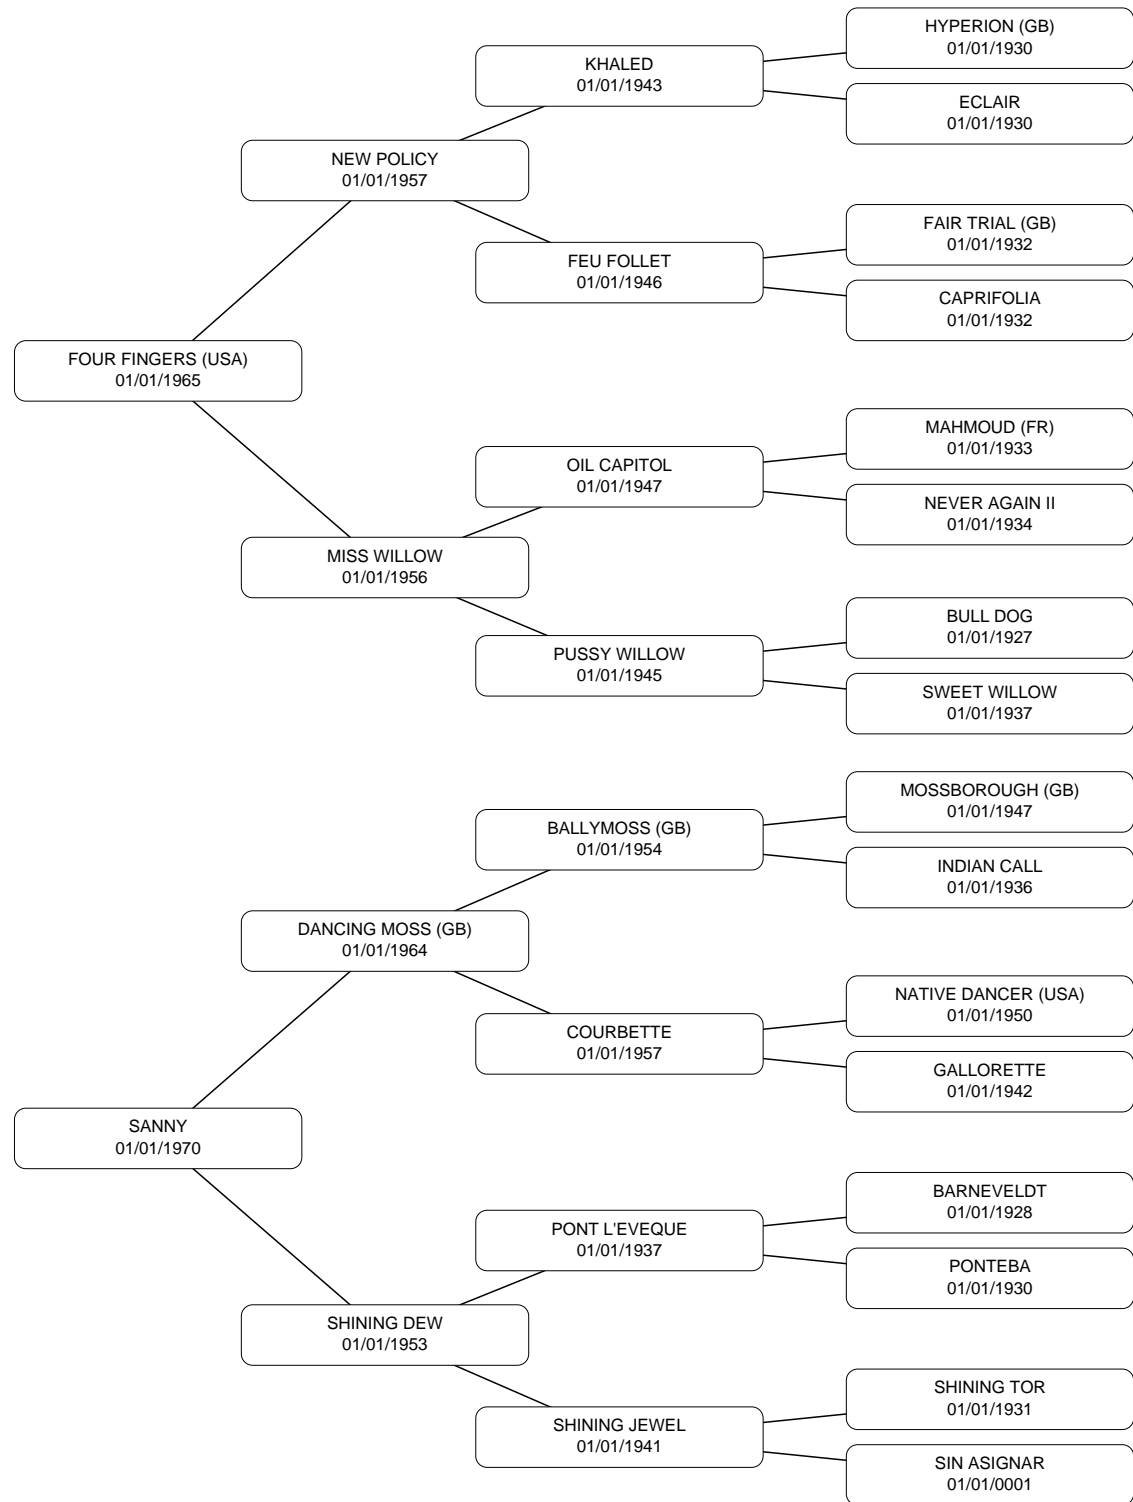 HYPERION (GB)
01/01/1930
KHALED
01/01/1943
ECLAIR
01/01/1930
NEW POLICY
01/01/1957
FAIR TRIAL (GB)
01/01/1932
FEU FOLLET
01/01/1946
CAPRIFOLIA
01/01/1932
FOUR FINGERS (USA)
01/01/1965
MAHMOUD (FR)
01/01/1933
OIL CAPITOL
01/01/1947
NEVER AGAIN II
01/01/1934
MISS WILLOW
01/01/1956
BULL DOG
01/01/1927
PUSSY WILLOW
01/01/1945
SWEET WILLOW
01/01/1937
MOSSBOROUGH (GB)
01/01/1947
BALLYMOSS (GB)
01/01/1954
INDIAN CALL
01/01/1936
DANCING MOSS (GB)
01/01/1964
NATIVE DANCER (USA)
01/01/1950
COURBETTE
01/01/1957
GALLORETTE
01/01/1942
SANNY
01/01/1970
BARNEVELDT
01/01/1928
PONT L'EVEQUE
01/01/1937
PONTEBA
01/01/1930
SHINING DEW
01/01/1953
SHINING TOR
01/01/1931
SHINING JEWEL
01/01/1941
SIN ASIGNAR
01/01/0001